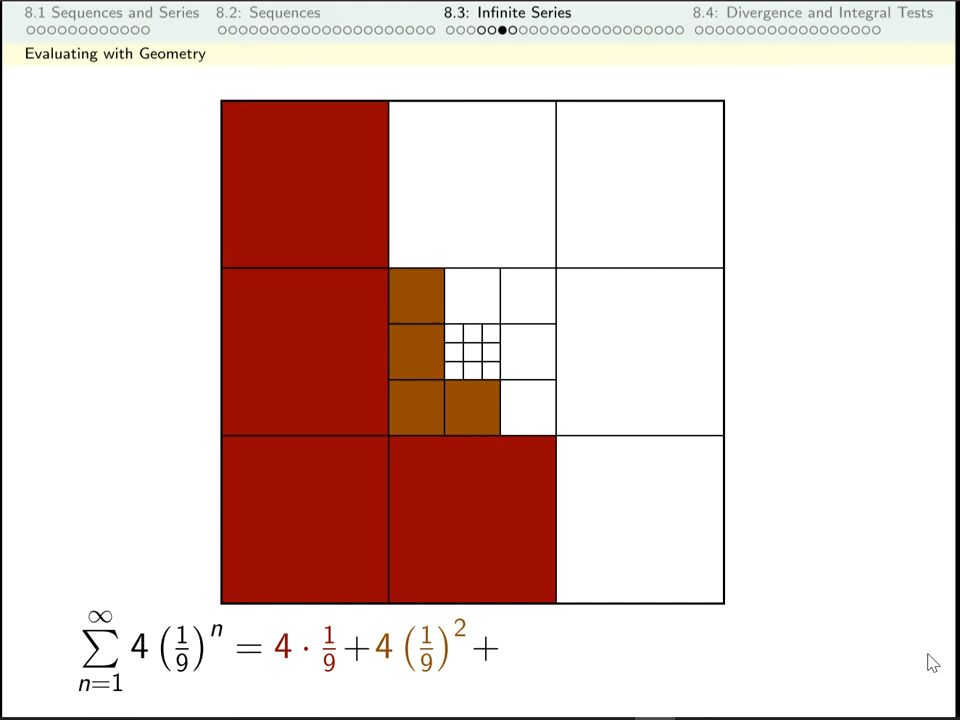 8.1 Sequences and Series 8.2: Sequences 8.3: Infinite Series 8.4: Divergence and Integral Tests
Evaluating with Geometry
∞
∑ 4 (1/9)^n = 4 · 1/9 + 4 (1/9)^2 +
n=1